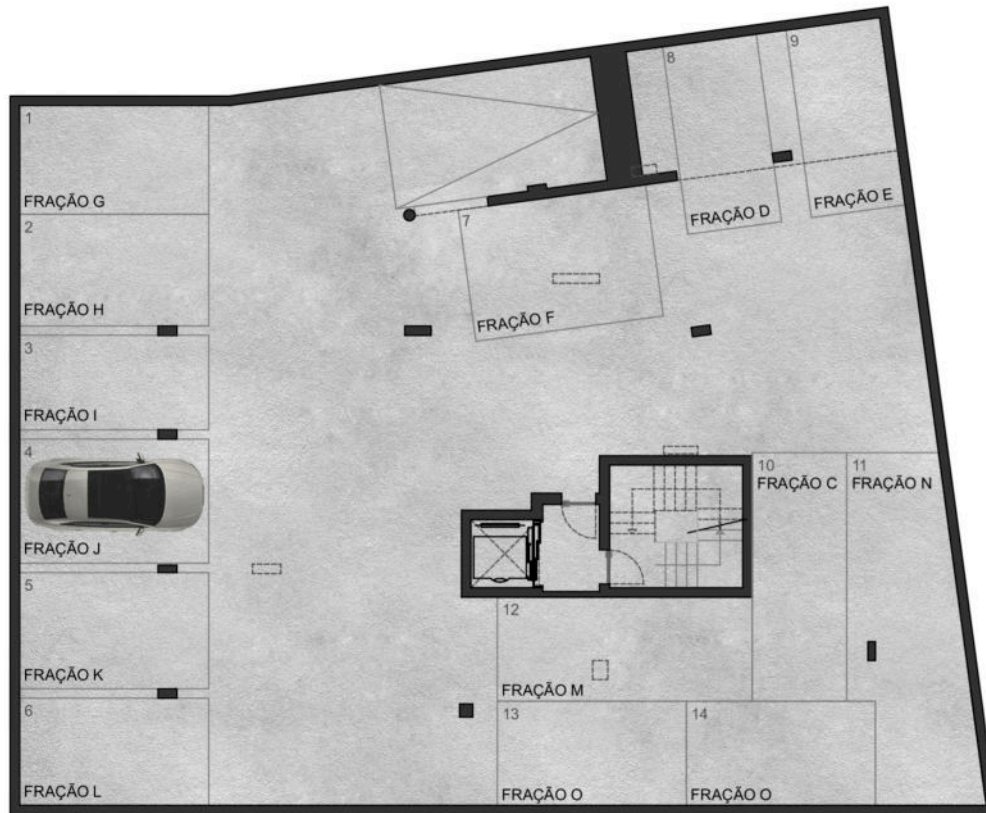 1
FRAÇÃO G
2
FRAÇÃO H
3
FRAÇÃO I
4
FRAÇÃO J
5
FRAÇÃO K
6
FRAÇÃO L
7
FRAÇÃO F
8
FRAÇÃO D
9
FRAÇÃO E
10
FRAÇÃO C
11
FRAÇÃO N
12
FRAÇÃO M
13
FRAÇÃO O
14
FRAÇÃO O